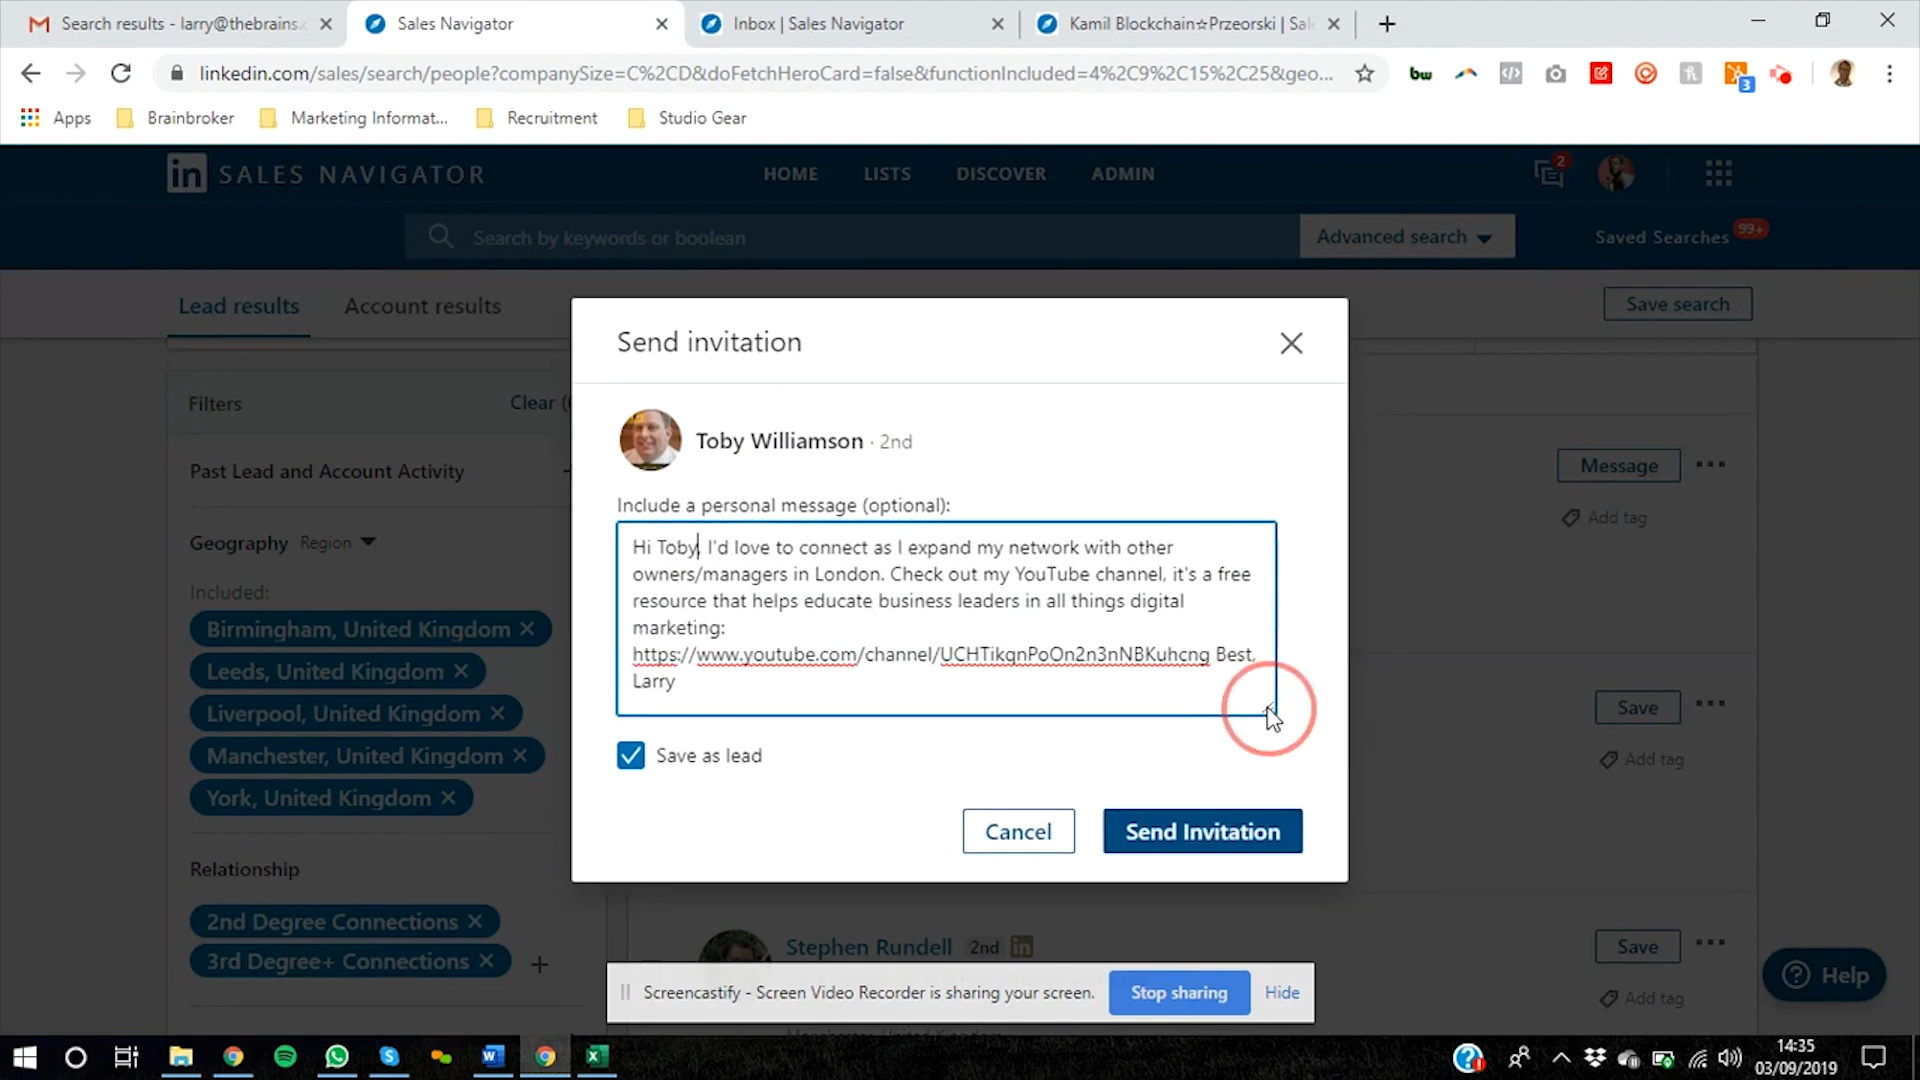 Search results - larry@thebrains.c
Sales Navigator
Inbox | Sales Navigator
Kamil Blockchain☆Przeorski | Sal
linkedin.com/sales/search/people?companySize=C%2CD&doFetchHeroCard=false&functionIncluded=4%2C9%2C15%2C25&geo...
bw
3
Apps
Brainbroker
Marketing Informat...
Recruitment
Studio Gear
in SALES NAVIGATOR
HOME
LISTS
DISCOVER
ADMIN
2
Search by keywords or boolean
Advanced search
Saved Searches
99+
Lead results
Account results
Save search
Send invitation
Filters
Clear (
Toby Williamson · 2nd
Past Lead and Account Activity
Message
Include a personal message (optional):
Add tag
Geography Region
Hi Toby, I'd love to connect as I expand my network with other
owners/managers in London. Check out my YouTube channel, it's a free
resource that helps educate business leaders in all things digital
marketing:
https://www.youtube.com/channel/UCHTikqnPoOn2n3nNBKuhcng Best,
Larry
Included:
Birmingham, United Kingdom
Leeds, United Kingdom
Liverpool, United Kingdom
Manchester, United Kingdom
York, United Kingdom
Save
Add tag
Save as lead
Cancel
Send Invitation
Relationship
2nd Degree Connections
3rd Degree+ Connections
Stephen Rundell 2nd in
Save
Add tag
Help
Screencastify - Screen Video Recorder is sharing your screen.
Stop sharing
Hide
Manchester, United Kingdom
14:35
03/09/2019